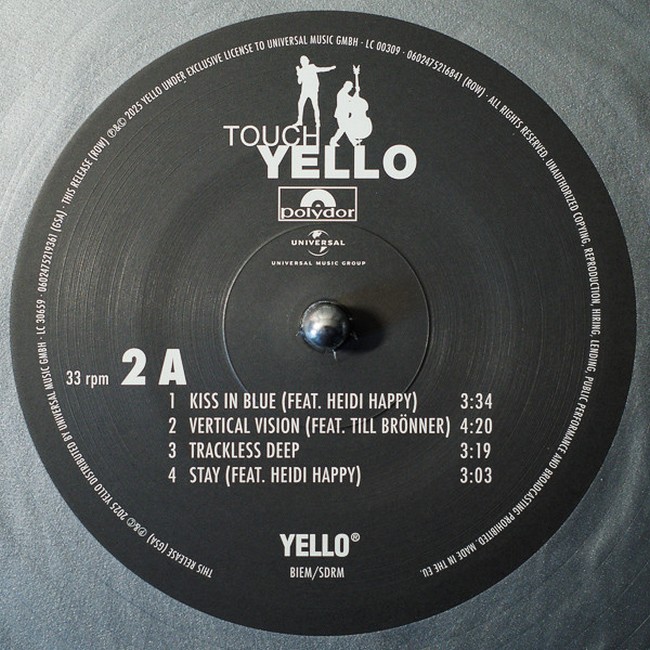 ℗&© 2025 YELLO UNDER EXCLUSIVE LICENSE TO UNIVERSAL MUSIC GMBH · LC 00309 · 0602475216841 (ROW) · ALL RIGHTS RESERVED. UNAUTHORIZED COPYING, REPRODUCTION, HIRING, LENDING, PUBLIC PERFORMANCE AND BROADCASTING PROHIBITED. MADE IN THE EU.
THIS RELEASE (GSA) ℗&© 2025 YELLO DISTRIBUTED BY UNIVERSAL MUSIC GMBH · LC 30659 · 0602475219361 (GSA) · THIS RELEASE (ROW)
TOUCH
YELLO
polydor
UNIVERSAL
UNIVERSAL MUSIC GROUP
33 rpm 2 A
1 KISS IN BLUE (FEAT. HEIDI HAPPY) 3:34
2 VERTICAL VISION (FEAT. TILL BRÖNNER) 4:20
3 TRACKLESS DEEP 3:19
4 STAY (FEAT. HEIDI HAPPY) 3:03
YELLO®
BIEM/SDRM